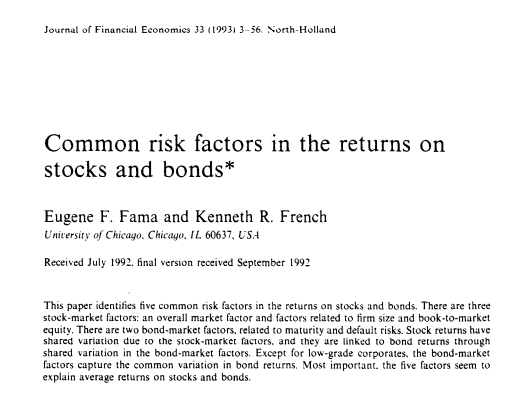 Journal of Financial Economics 33 (1993) 3-56. North-Holland
Common risk factors in the returns on
stocks and bonds*
Eugene F. Fama and Kenneth R. French
University of Chicago, Chicago, IL 60637, USA
Received July 1992, final version received September 1992
This paper identifies five common risk factors in the returns on stocks and bonds. There are three
stock-market factors: an overall market factor and factors related to firm size and book-to-market
equity. There are two bond-market factors, related to maturity and default risks. Stock returns have
shared variation due to the stock-market factors, and they are linked to bond returns through
shared variation in the bond-market factors. Except for low-grade corporates, the bond-market
factors capture the common variation in bond returns. Most important, the five factors seem to
explain average returns on stocks and bonds.